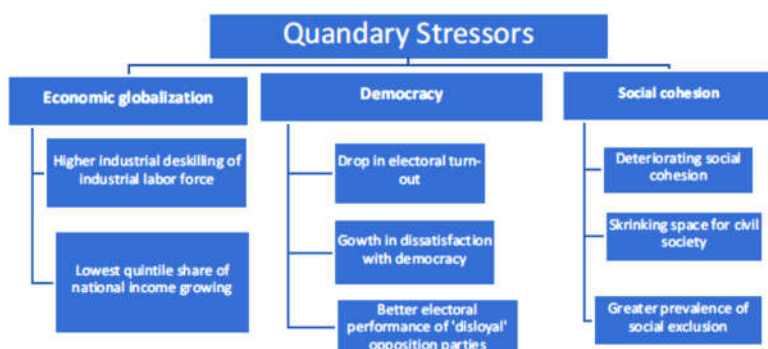 Quandary Stressors
Economic globalization
Higher industrial deskilling of
industrial labor force
Lowest quintile share of
national income growing
Democracy
Drop in electoral turn-
out
Gowth in dissatisfaction
with democracy
Better electoral
performance of 'disloyal'
opposition parties
Social cohesion
Deteriorating social
cohesion
Skrinking space for civil
society
Greater prevalence of
social exclusion